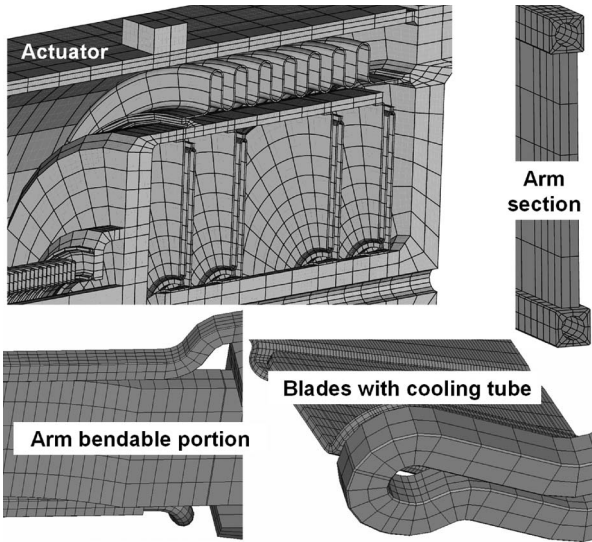 Actuator
Arm
section
Blades with cooling tube
Arm bendable portion